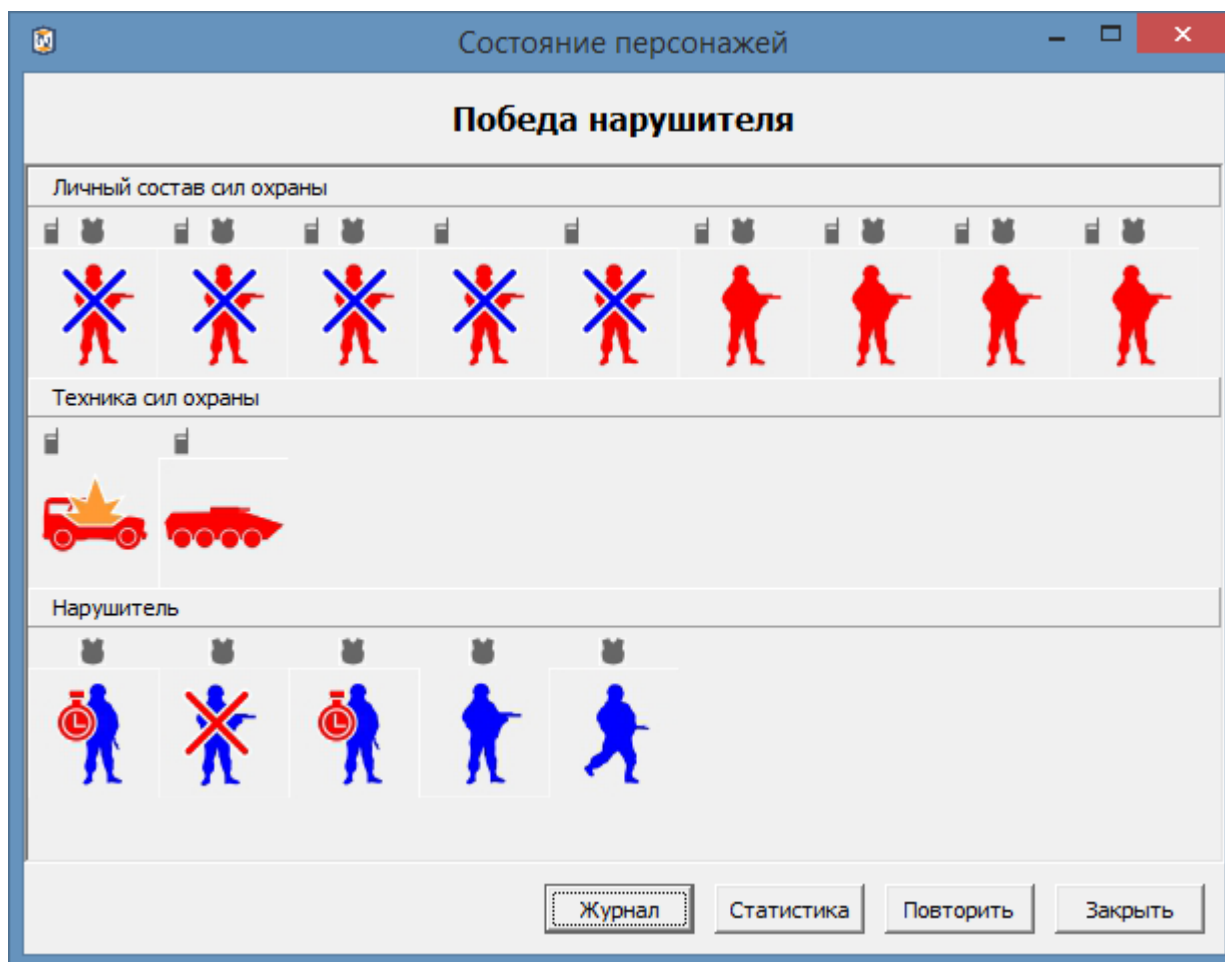 Состояние персонажей
Победа нарушителя
Личный состав сил охраны
Техника сил охраны
Нарушитель
Журнал
Статистика
Повторить
Закрыть